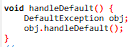 void handleDefault() {
DefaultException obj;
obj.handleDefault();
}